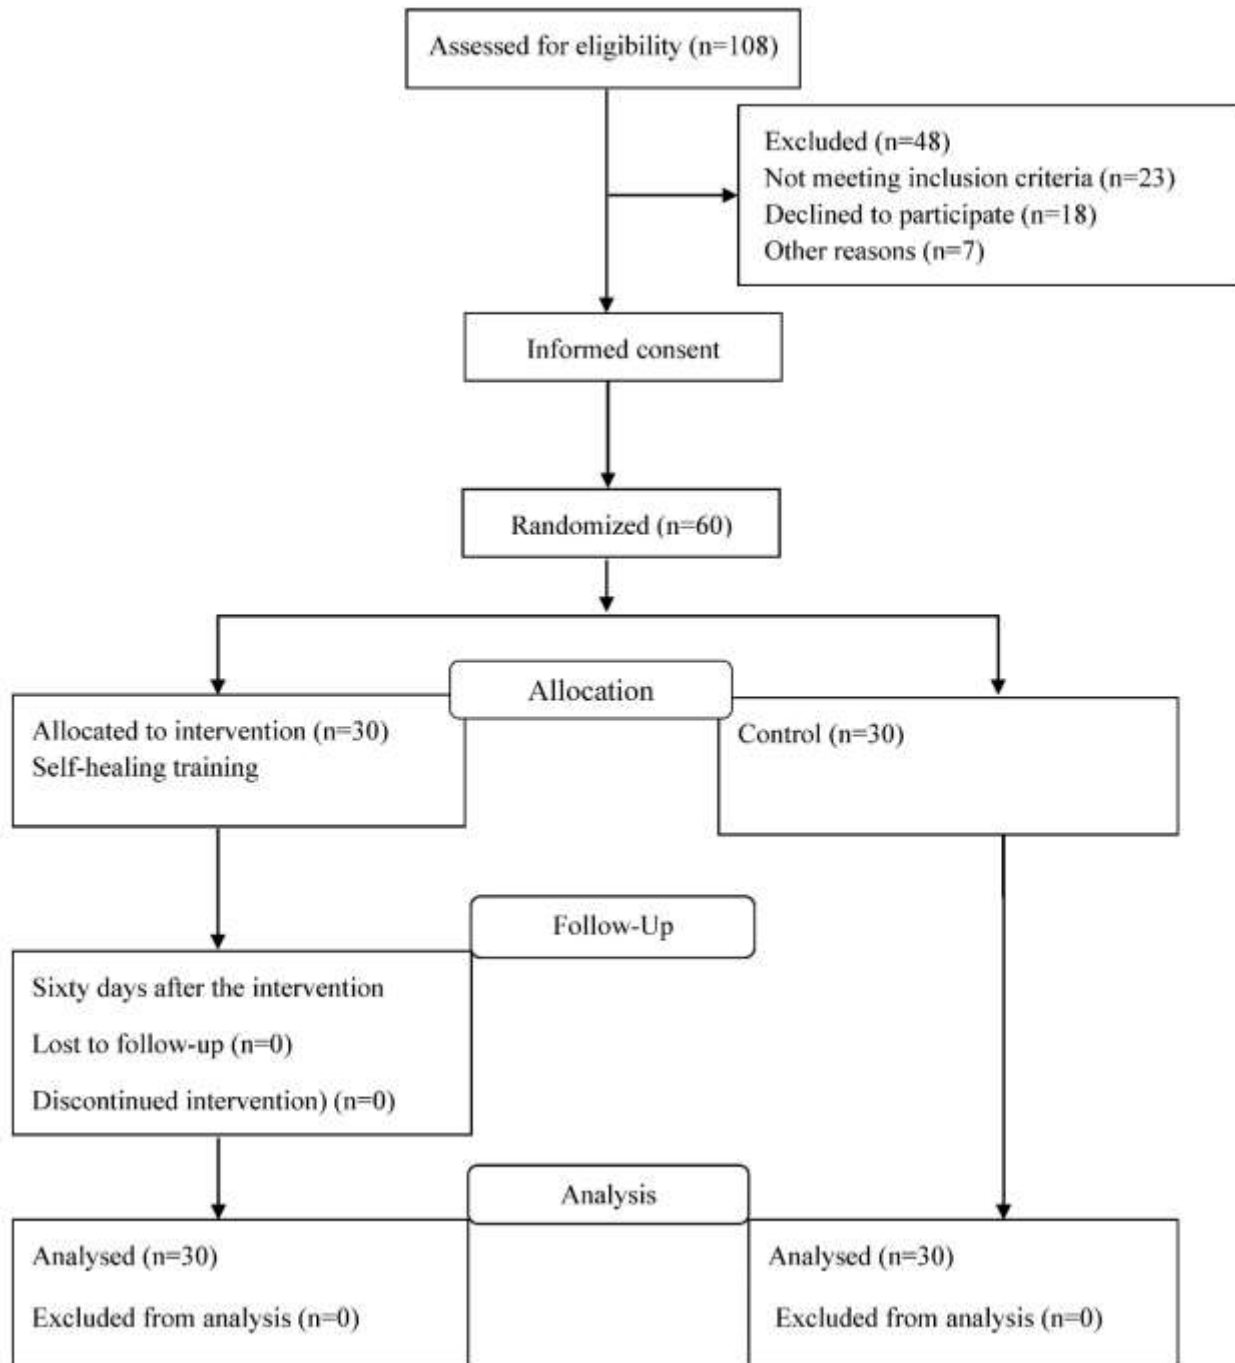 Assessed for eligibility (n=108)
Excluded (n=48)
Not meeting inclusion criteria (n=23)
Declined to participate (n=18)
Other reasons (n=7)
Informed consent
Randomized (n=60)
Allocation
Allocated to intervention (n=30)
Self-healing training
Control (n=30)
Follow-Up
Sixty days after the intervention
Lost to follow-up (n=0)
Discontinued intervention) (n=0)
Analysis
Analysed (n=30)
Excluded from analysis (n=0)
Analysed (n=30)
Excluded from analysis (n=0)